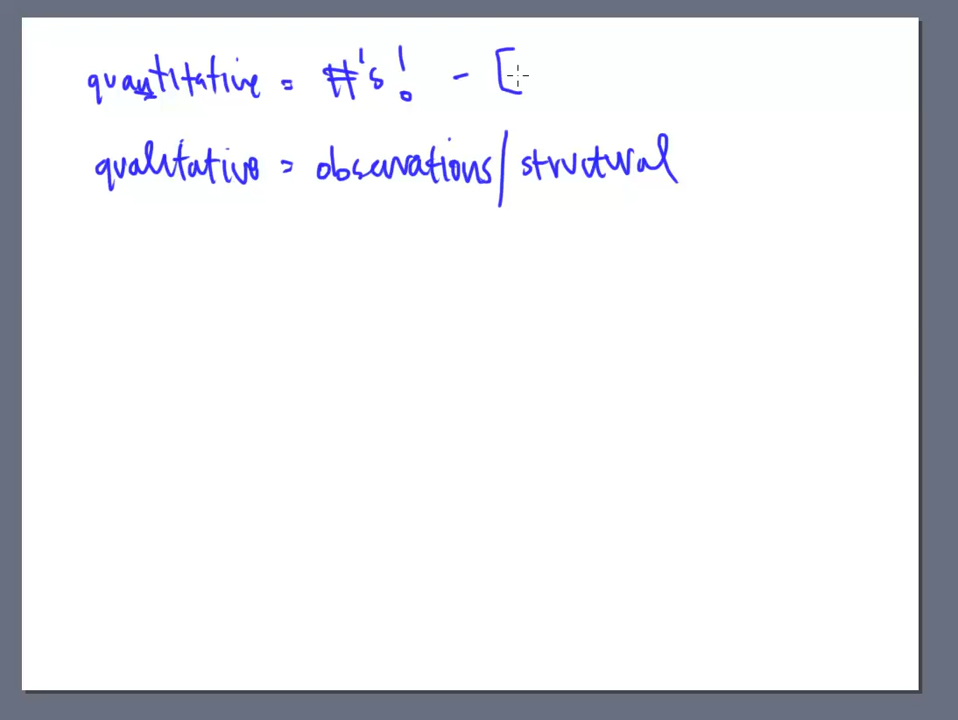 quantitative = #'s! - [
qualitative = observations/structural